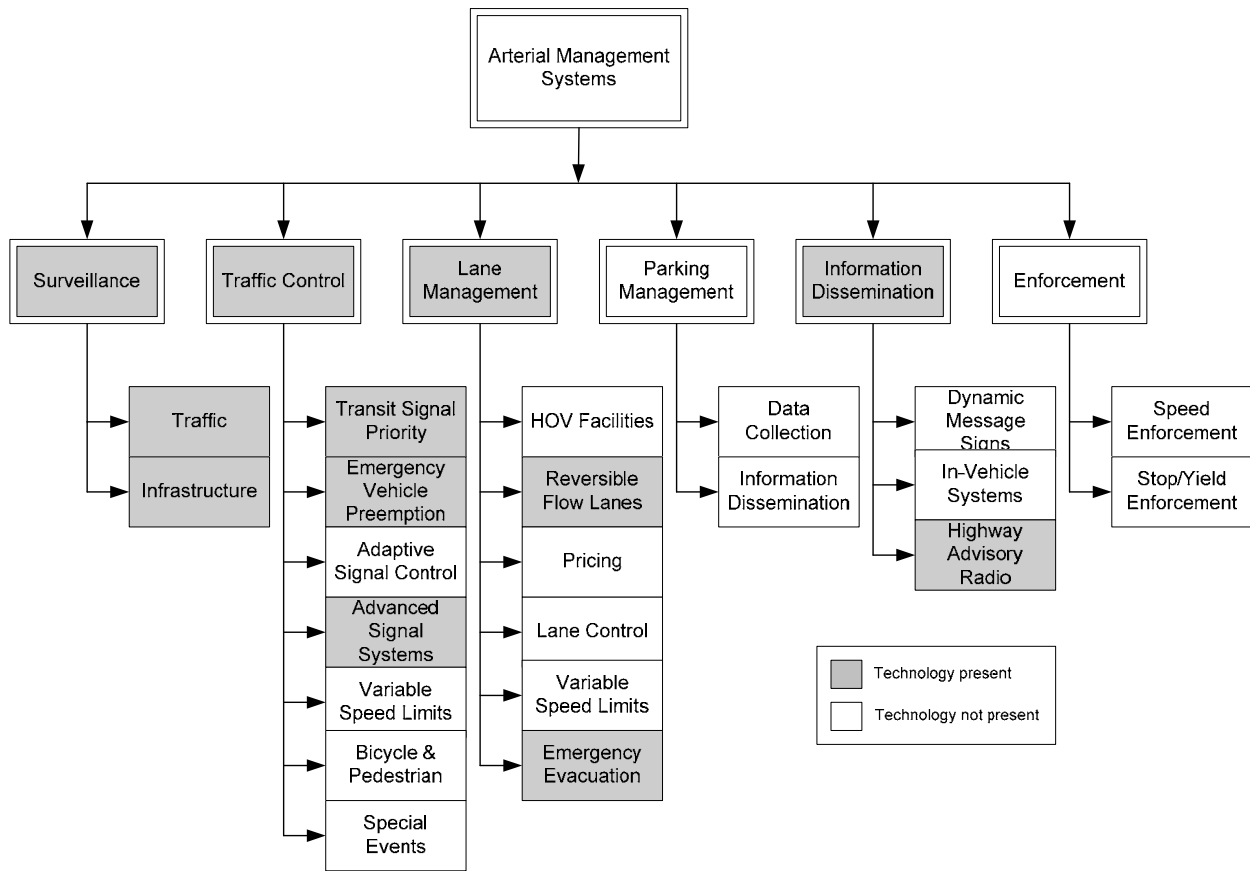 Arterial Management
Systems
Surveillance
Traffic Control
Lane
Management
Parking
Management
Information
Dissemination
Enforcement
Traffic
Infrastructure
Transit Signal
Priority
Emergency
Vehicle
Preemption
Adaptive
Signal Control
Advanced
Signal
Systems
Variable
Speed Limits
Bicycle &
Pedestrian
Special
Events
HOV Facilities
Reversible
Flow Lanes
Pricing
Lane Control
Variable
Speed Limits
Emergency
Evacuation
Data
Collection
Information
Dissemination
Dynamic
Message
Signs
In-Vehicle
Systems
Highway
Advisory
Radio
Speed
Enforcement
Stop/Yield
Enforcement
Technology present
Technology not present